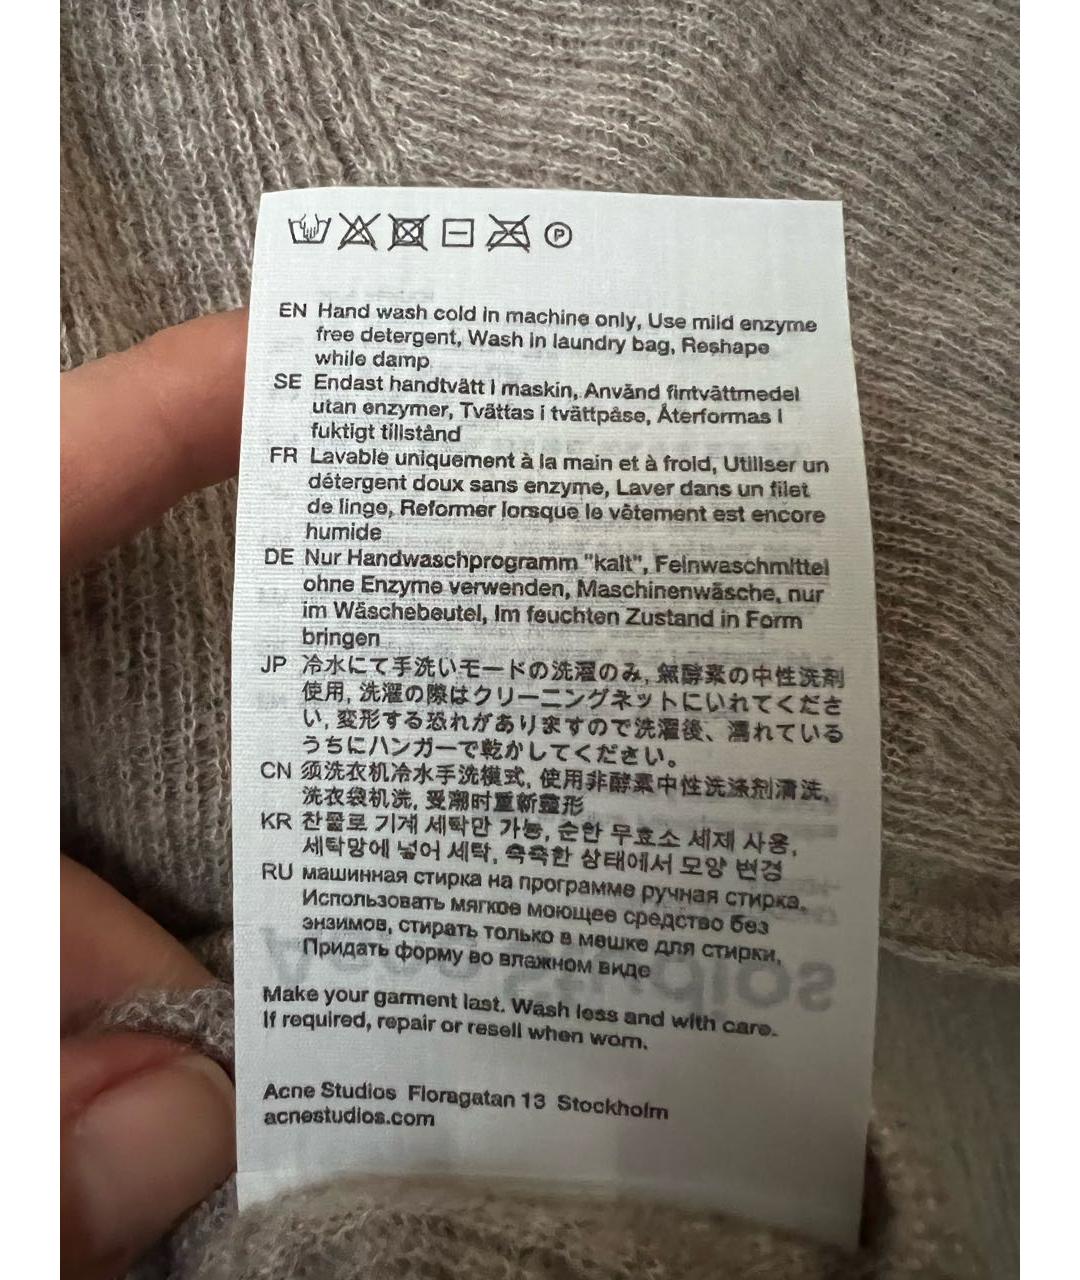 P
EN Hand wash cold in machine only, Use mild enzyme
free detergent, Wash in laundry bag, Reshape
while damp
SE Endast handtvätt i maskin, Använd fintvättmedel
utan enzymer, Tvättas i tvättpåse, Återformas i
fuktigt tillstånd
FR Lavable uniquement à la main et à froid, Utiliser un
détergent doux sans enzyme, Laver dans un filet
de linge, Reformer lorsque le vêtement est encore
humide
DE Nur Handwaschprogramm "kalt", Feinwaschmittel
ohne Enzyme verwenden, Maschinenwäsche, nur
im Wäschebeutel, Im feuchten Zustand in Form
bringen
JP 冷水にて手洗いモードの洗濯のみ, 無酵素の中性洗剤
使用, 洗濯の際はクリーニングネットにいれてくださ
い, 変形する恐れがありますので洗濯後、濡れている
うちにハンガーで乾かしてください。
CN 须洗衣机冷水手洗模式, 使用非酵素中性洗涤剂清洗,
洗衣袋机洗, 受潮时重新整形
KR 찬물로 기계 세탁만 가능, 순한 무효소 세제 사용,
세탁망에 넣어 세탁, 축축한 상태에서 모양 변경
RU машинная стирка на программе ручная стирка.
Использовать мягкое моющее средство без
энзимов, стирать только в мешке для стирки,
Придать форму во влажном виде
Make your garment last. Wash less and with care.
If required, repair or resell when worn.
Acne Studios Floragatan 13 Stockholm
acnestudios.com